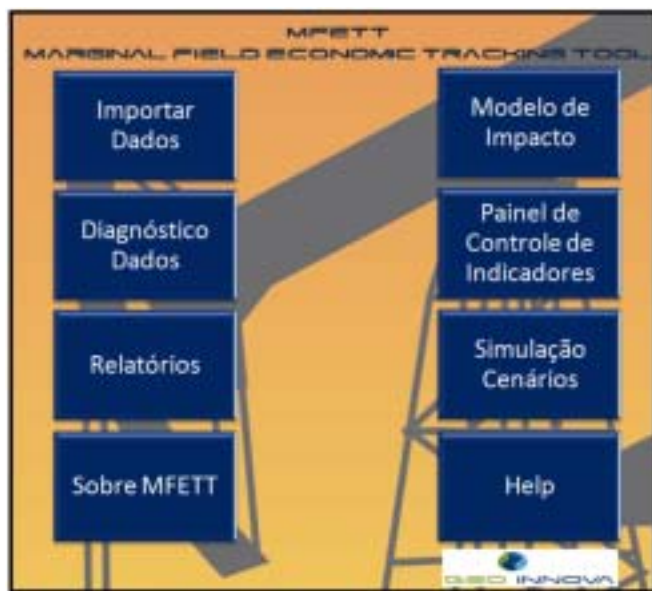 MFETT
MARGINAL FIELD ECONOMIC TRACKING TOOL
Importar
Dados
Modelo de
Impacto
Diagnóstico
Dados
Painel de
Controle de
Indicadores
Relatórios
Simulação
Cenários
Sobre MFETT
Help
GEO INNOVA